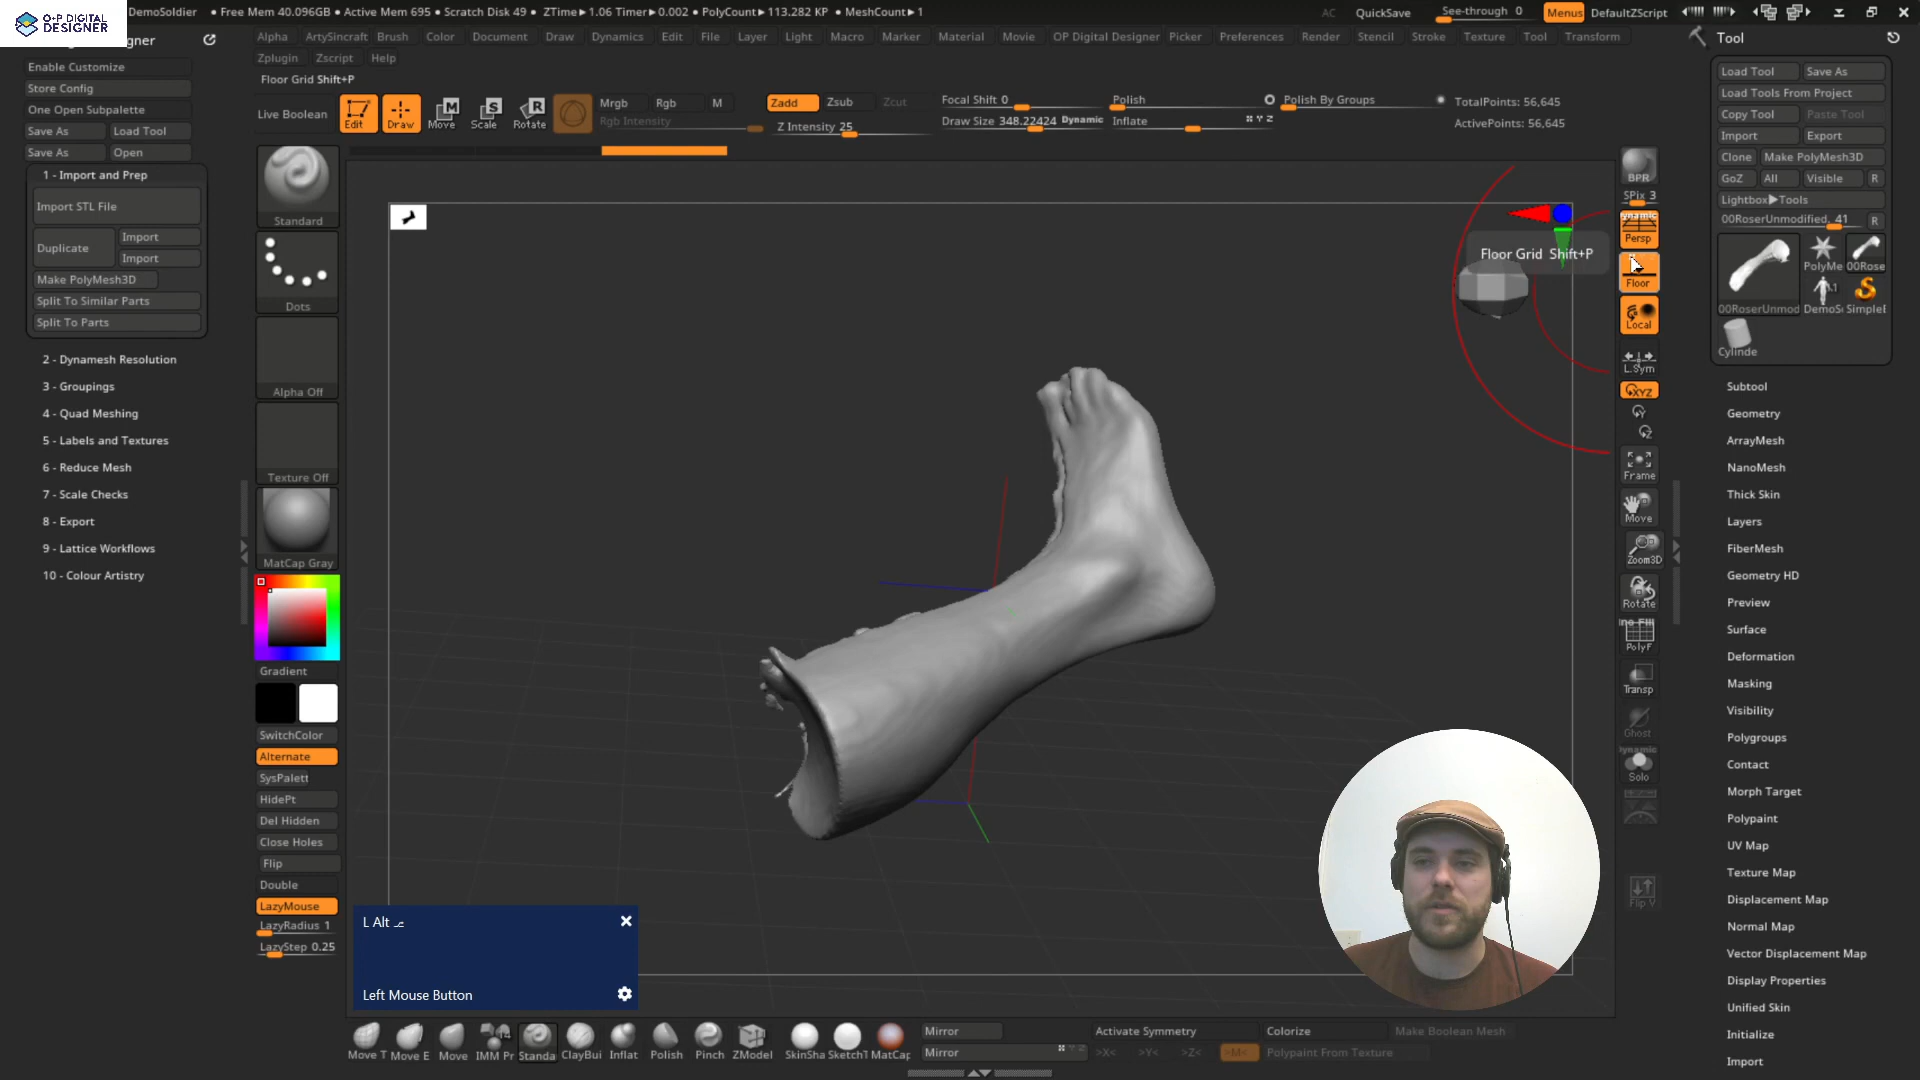 O+P DIGITAL
DESIGNER
DemoSoldier • Free Mem 40.096GB • Active Mem 695 • Scratch Disk 49 • ZTime▶1.06 Timer▶0.002 • PolyCount▶113.282 KP • MeshCount▶1
AC QuickSave See-through 0 Menus DefaultZScript
gner
Alpha ArtySincraft Brush Color Document Draw Dynamics Edit File Layer Light Macro Marker Material Movie OP Digital Designer Picker Preferences Render Stencil Stroke Texture Tool Transform
Zplugin Zscript Help
Floor Grid Shift+P
Enable Customize
Store Config
One Open Subpalette
Save As Load Tool
Save As Open
1 - Import and Prep
Import STL File
Duplicate Import
Import
Make PolyMesh3D
Split To Similar Parts
Split To Parts
2 - Dynamesh Resolution
3 - Groupings
4 - Quad Meshing
5 - Labels and Textures
6 - Reduce Mesh
7 - Scale Checks
8 - Export
9 - Lattice Workflows
10 - Colour Artistry
Live Boolean Edit Draw Move Scale Rotate
Mrgb Rgb M
Rgb Intensity
Zadd Zsub Zcut
Z Intensity 25
Focal Shift 0
Draw Size 348.22424 Dynamic
Polish Polish By Groups
Inflate X Y Z
TotalPoints: 56,645
ActivePoints: 56,645
Standard
Dots
Alpha Off
Texture Off
MatCap Gray
Gradient
SwitchColor
Alternate
SysPalett
HidePt
Del Hidden
Close Holes
Flip
Double
LazyMouse
LazyRadius 1
LazyStep 0.25
Floor Grid Shift+P
L Alt
Left Mouse Button
BPR
SPix 3
Dynamic
Persp
Floor
Local
L.Sym
XYZ
Y
Z
Frame
Move
Zoom3D
Rotate
Line Fill
PolyF
Transp
Ghost
Dynamic
Solo
Flip V
Tool
Load Tool Save As
Load Tools From Project
Copy Tool Paste Tool
Import Export
Clone Make PolyMesh3D
GoZ All Visible R
Lightbox▶Tools
00RoserUnmodified. 41 R
PolyMe 00Rose
00RoserUnmod DemoS SimpleB
1
Cylinde
Subtool
Geometry
ArrayMesh
NanoMesh
Thick Skin
Layers
FiberMesh
Geometry HD
Preview
Surface
Deformation
Masking
Visibility
Polygroups
Contact
Morph Target
Polypaint
UV Map
Texture Map
Displacement Map
Normal Map
Vector Displacement Map
Display Properties
Unified Skin
Initialize
Import
14
Move T Move E Move IMM Pr Standa ClayBui Inflat Polish Pinch ZModel SkinSha SketchT MatCap
Mirror
Mirror
Activate Symmetry Colorize Make Boolean Mesh
>X< >Y< >Z< >M< Polypaint From Texture